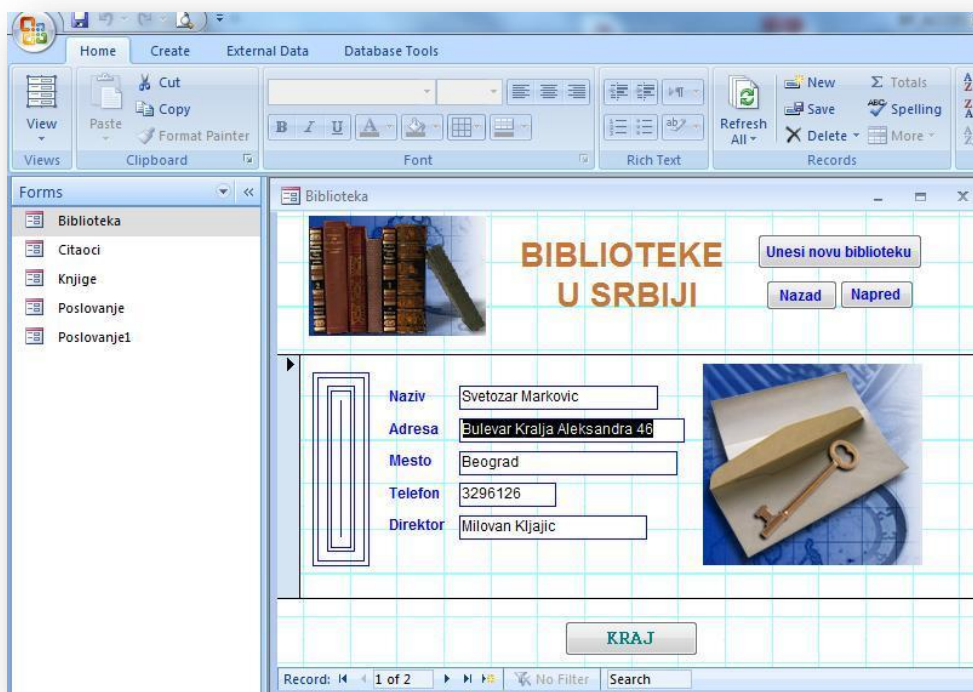 Home Create External Data Database Tools
View
Views
Paste
Cut
Copy
Format Painter
Clipboard
B I U A
Font
ab
Rich Text
Refresh
All
New
Save
Delete
Σ Totals
ABC Spelling
More
Records
Forms
Biblioteka
Citaoci
Knjige
Poslovanje
Poslovanje1
Biblioteka
BIBLIOTEKE
U SRBIJI
Unesi novu biblioteku
Nazad Napred
Naziv Svetozar Markovic
Adresa Bulevar Kralja Aleksandra 46
Mesto Beograd
Telefon 3296126
Direktor Milovan Kljajic
KRAJ
Record: 1 of 2 No Filter Search